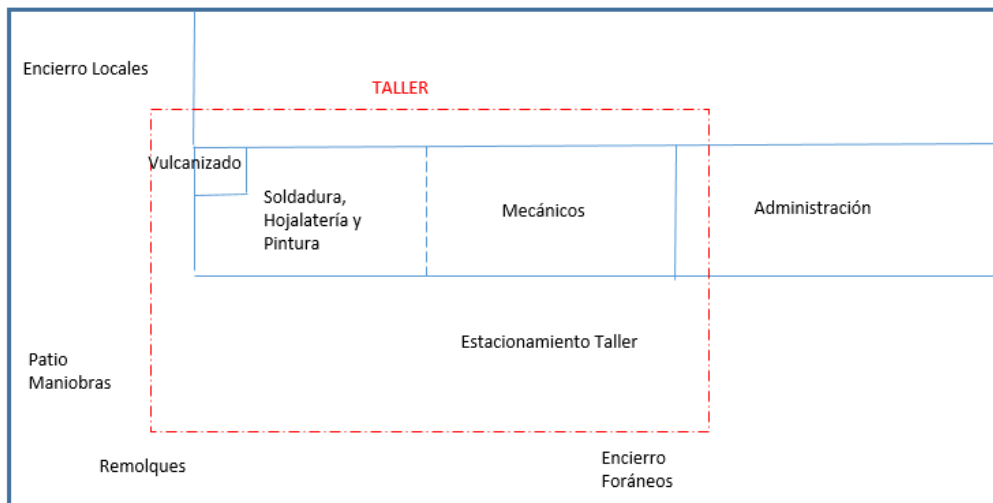 Encierro Locales
TALLER
Vulcanizado
Soldadura,
Hojalatería y
Pintura
Mecánicos
Administración
Estacionamiento Taller
Patio
Maniobras
Remolques
Encierro
Foráneos